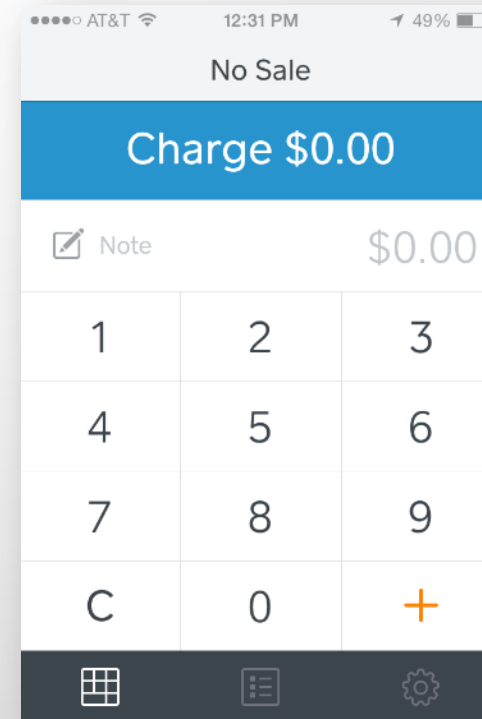 AT&T 12:31 PM 49%
No Sale
Charge $0.00
Note $0.00
1 2 3
4 5 6
7 8 9
C 0 +